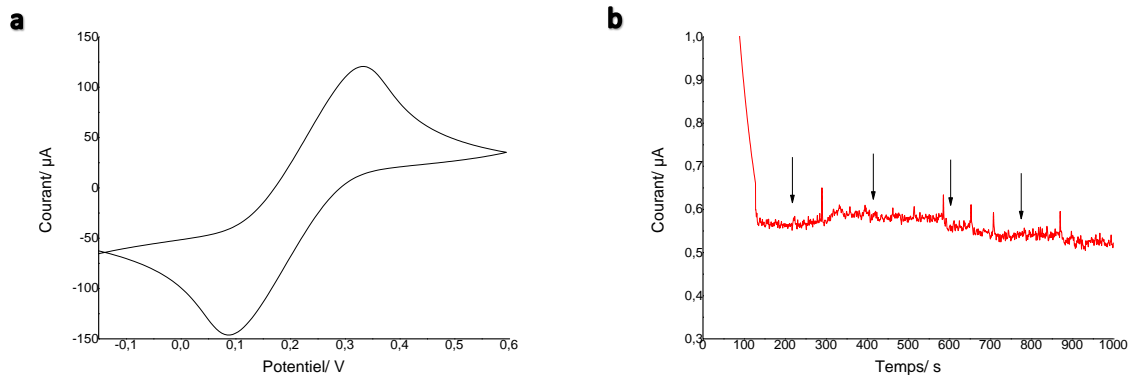 a
150
100
50
0
-50
-100
-150
Courant/ µA
-0,1 0,0 0,1 0,2 0,3 0,4 0,5 0,6
Potentiel/ V
b
1,0
0,9
0,8
0,7
0,6
0,5
0,4
0,3
Courant/ µA
0 100 200 300 400 500 600 700 800 900 1000
Temps/ s